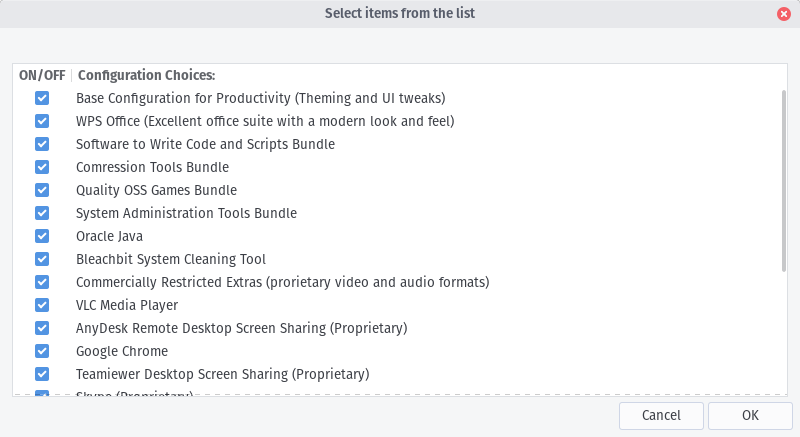 Select items from the list
ON/OFF Configuration Choices:
Base Configuration for Productivity (Theming and UI tweaks)
WPS Office (Excellent office suite with a modern look and feel)
Software to Write Code and Scripts Bundle
Comression Tools Bundle
Quality OSS Games Bundle
System Administration Tools Bundle
Oracle Java
Bleachbit System Cleaning Tool
Commercially Restricted Extras (prorietary video and audio formats)
VLC Media Player
AnyDesk Remote Desktop Screen Sharing (Proprietary)
Google Chrome
Teamiewer Desktop Screen Sharing (Proprietary)
Skype (Proprietary)
Cancel OK